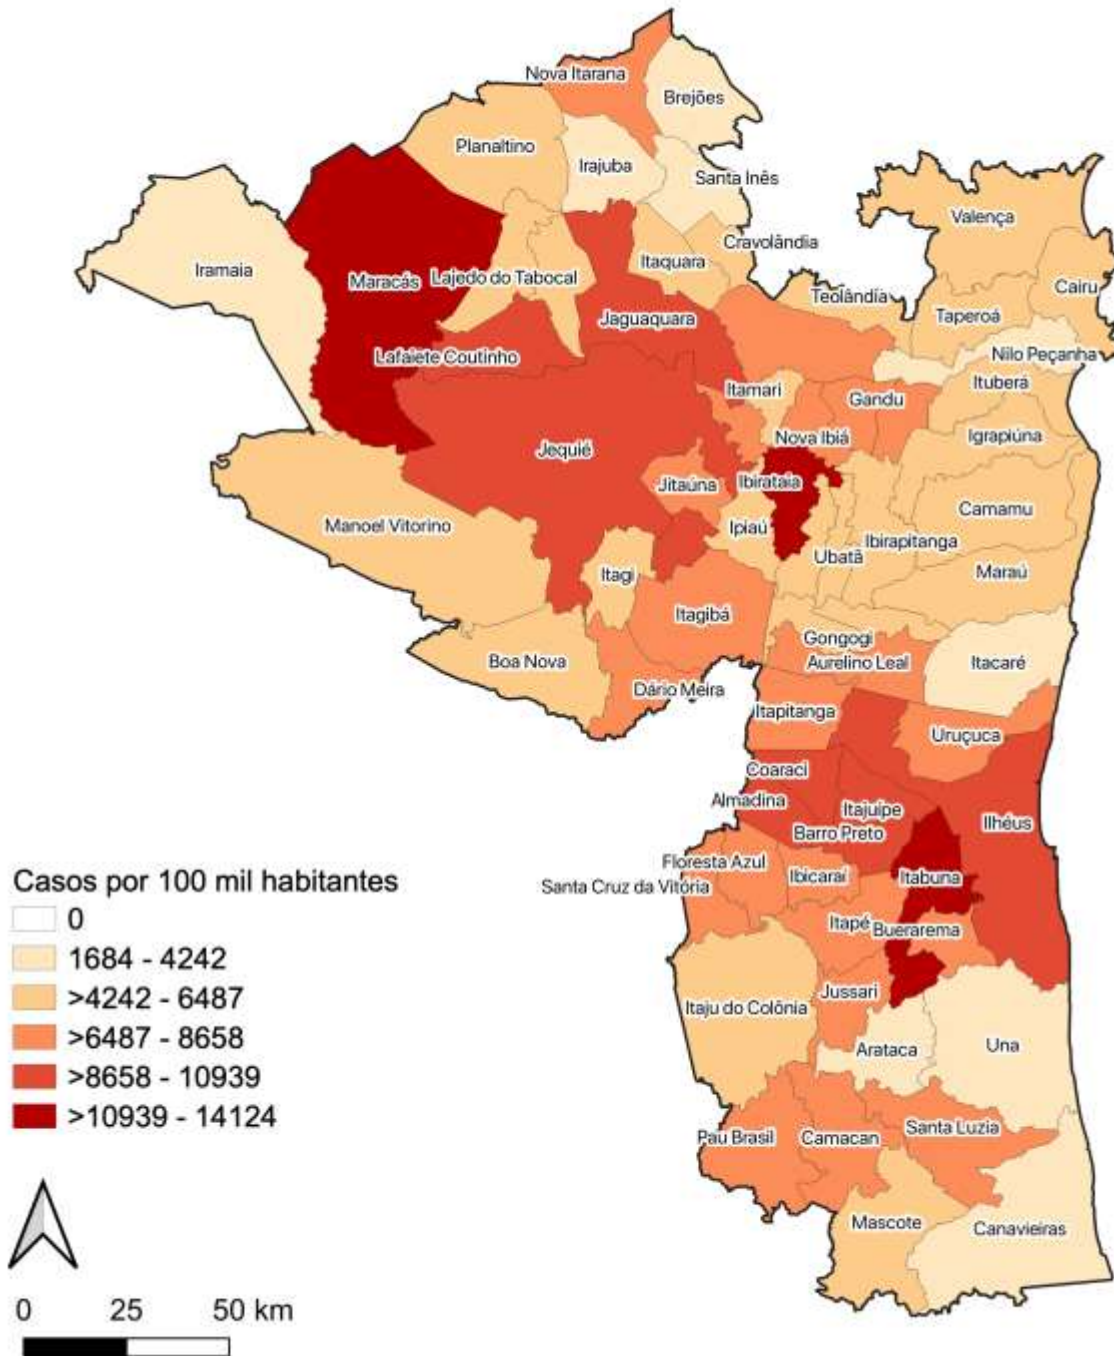 Nova Itarana
Brejões
Planaltino
Irajuba
Santa Inês
Valença
Cravolândia
Iramaia
Maracás
Lajedo do Tabocal
Itaquara
Teolândia
Cairu
Taperoá
Jaguaquara
Lafaiete Coutinho
Nilo Peçanha
Itamari
Gandu
Ituberá
Nova Ibiá
Igrapiúna
Jequié
Jitaúna
Ibirataia
Camamu
Manoel Vitorino
Ipiaú
Ubatã
Ibirapitanga
Itagi
Maraú
Itagibá
Gongogi
Boa Nova
Aurelino Leal
Itacaré
Dário Meira
Itapitanga
Uruçuca
Coaraci
Almadina
Itajuípe
Ilhéus
Barro Preto
Floresta Azul
Ibicaraí
Itabuna
Santa Cruz da Vitória
Itapé
Buerarema
Jussari
Itaju do Colônia
Arataca
Una
Pau Brasil
Camacan
Santa Luzia
Mascote
Canavieiras
Casos por 100 mil habitantes
0
1684 - 4242
>4242 - 6487
>6487 - 8658
>8658 - 10939
>10939 - 14124
0 25 50 km